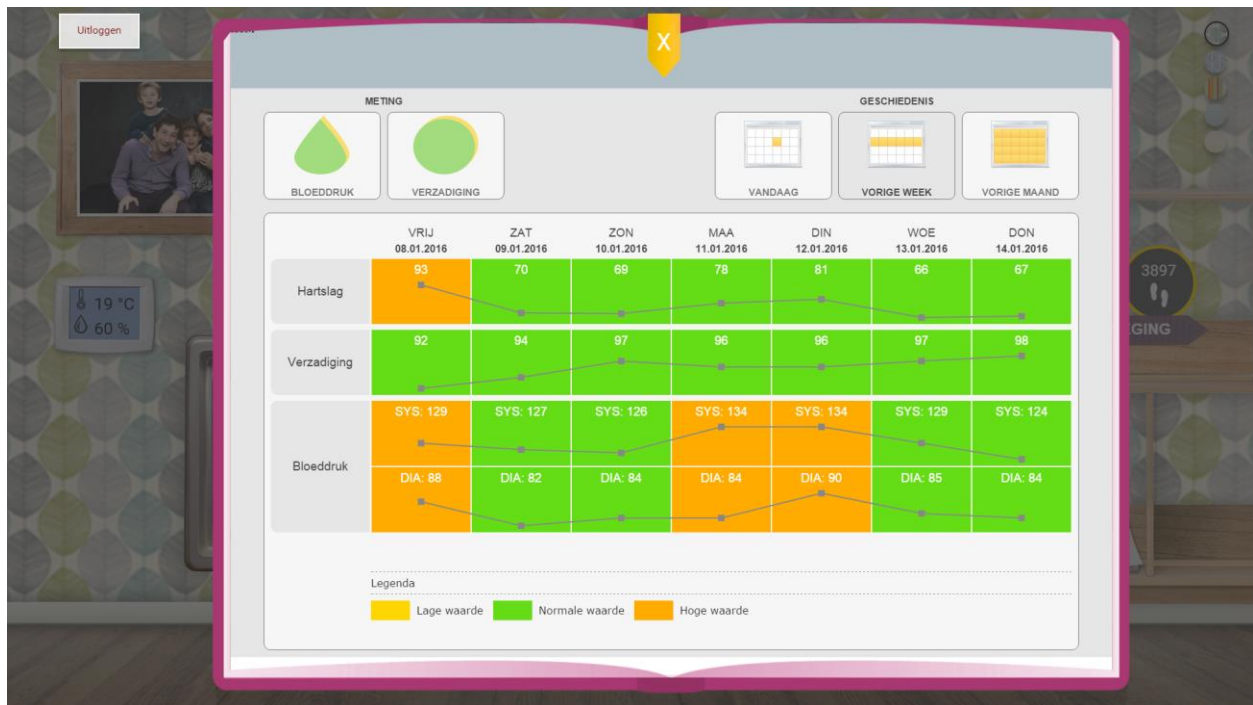 Uitloggen
X
METING
GESCHIEDENIS
BLOEDDRUK
VERZADIGING
VANDAAG
VORIGE WEEK
VORIGE MAAND
VRIJ ZAT ZON MAA DIN WOE DON
08.01.2016 09.01.2016 10.01.2016 11.01.2016 12.01.2016 13.01.2016 14.01.2016
Hartslag 93 70 69 78 81 66 67
Verzadiging 92 94 97 96 96 97 98
Bloeddruk
SYS: 129 SYS: 127 SYS: 126 SYS: 134 SYS: 134 SYS: 129 SYS: 124
DIA: 88 DIA: 82 DIA: 84 DIA: 84 DIA: 90 DIA: 85 DIA: 84
Legenda
Lage waarde Normale waarde Hoge waarde
19 °C
60 %
3897
GING